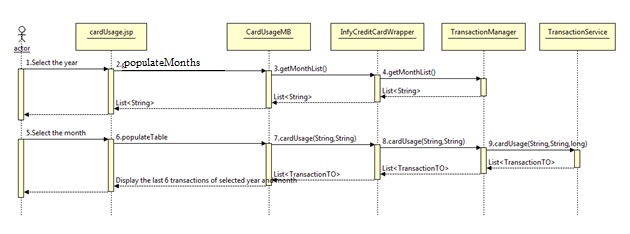 cardUsage.jsp
CardUsageMB
InfyCreditCardWrapper
TransactionManager
TransactionService
actor
1.Select the year
2.populateMonths
3.getMonthList()
4.getMonthList()
List<String>
List<String>
List<String>
5.Select the month
6.populateTable
7.cardUsage(String,String)
8.cardUsage(String,String)
9.cardUsage(String,String,long)
List<TransactionTO>
List<TransactionTO>
List<TransactionTO>
Display the last 6 transactions of selected year and month